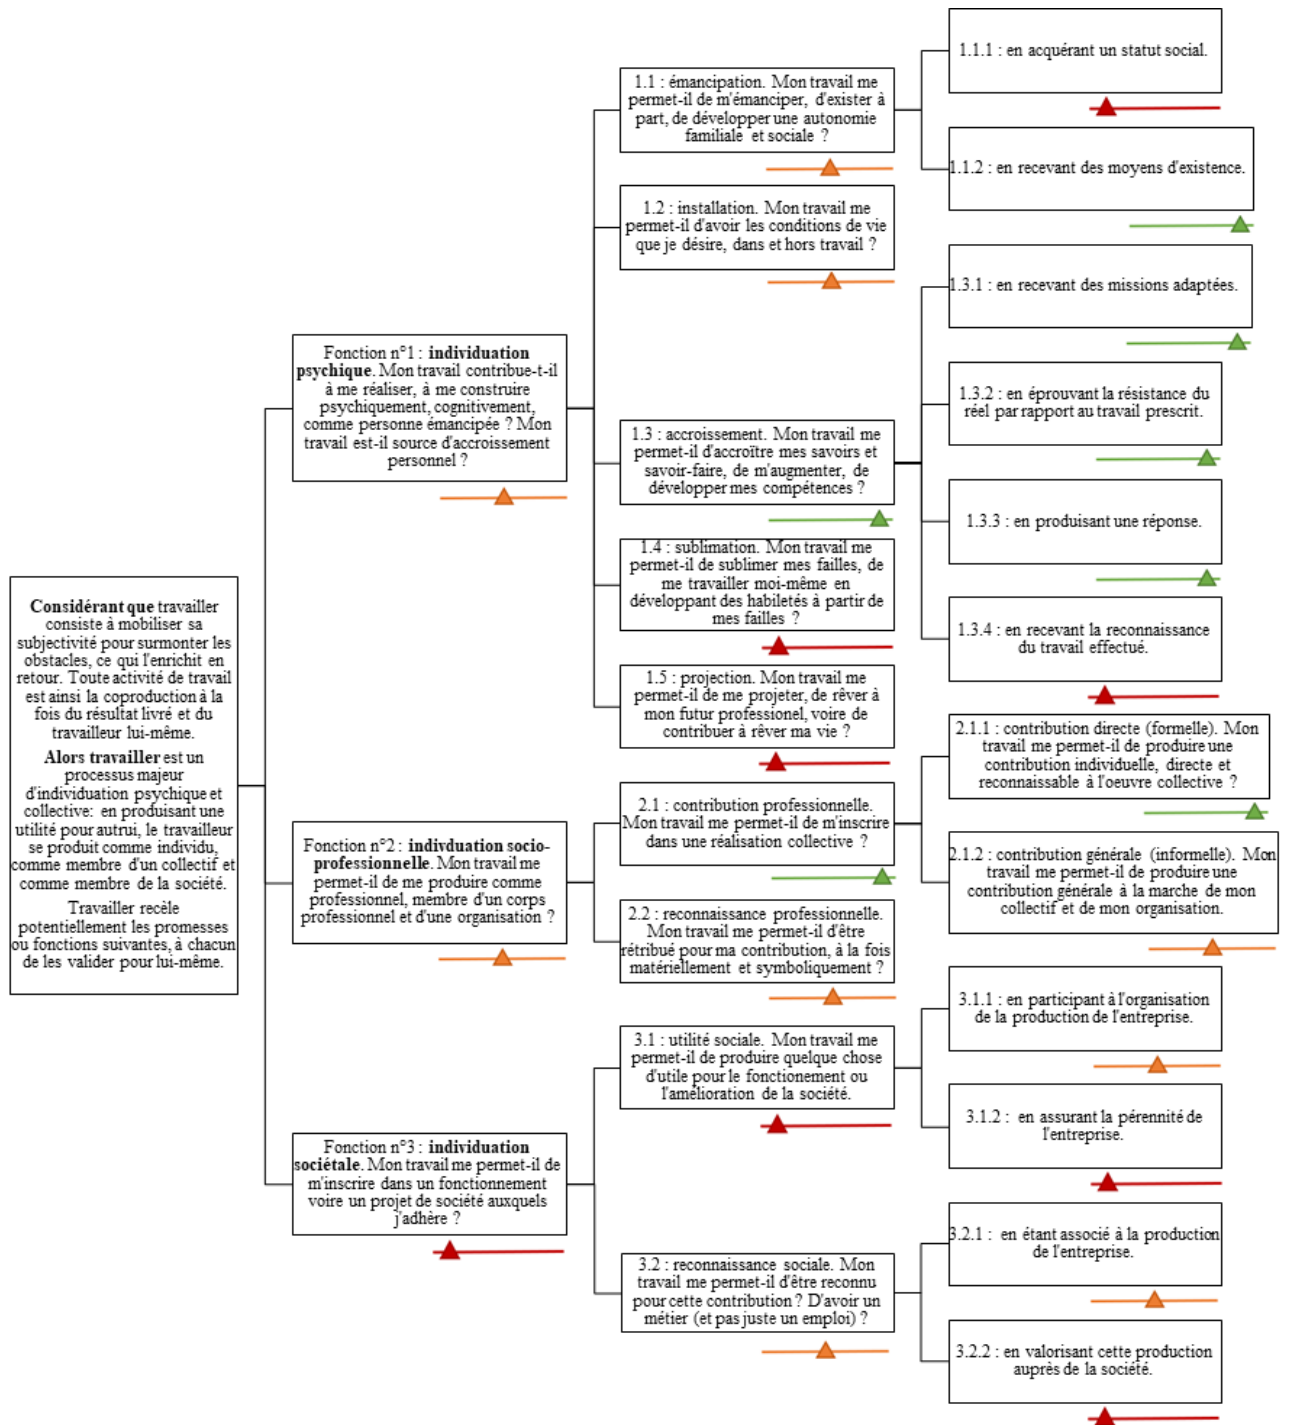 Considérant que travailler
consiste à mobiliser sa
subjectivité pour surmonter les
obstacles, ce qui l'enrichit en
retour. Toute activité de travail
est ainsi la coproduction à la
fois du résultat livré et du
travailleur lui-même.
Alors travailler est un
processus majeur
d'individuation psychique et
collective: en produisant une
utilité pour autrui, le travailleur
se produit comme individu,
comme membre d'un collectif et
comme membre de la société.
Travailler recèle
potentiellement les promesses
ou fonctions suivantes, à chacun
de les valider pour lui-même.
Fonction n°1 : individuation
psychique. Mon travail contribue-t-il
à me réaliser, à me construire
psychiquement, cognitivement,
comme personne émancipée ? Mon
travail est-il source d'accroissement
personnel ?
1.1 : émancipation. Mon travail me
permet-il de m'émanciper, d'exister à
part, de développer une autonomie
familiale et sociale ?
1.1.1 : en acquérant un statut social.
1.1.2 : en recevant des moyens d'existence.
1.2 : installation. Mon travail me
permet-il d'avoir les conditions de vie
que je désire, dans et hors travail ?
1.3 : accroissement. Mon travail me
permet-il d'accroître mes savoirs et
savoir-faire, de m'augmenter, de
développer mes compétences ?
1.3.1 : en recevant des missions adaptées.
1.3.2 : en éprouvant la résistance du
réel par rapport au travail prescrit.
1.3.3 : en produisant une réponse.
1.3.4 : en recevant la reconnaissance
du travail effectué.
1.4 : sublimation. Mon travail me
permet-il de sublimer mes failles, de
me travailler moi-même en
développant des habiletés à partir de
mes failles ?
1.5 : projection. Mon travail me
permet-il de me projeter, de rêver à
mon futur professionel, voire de
contribuer à rêver ma vie ?
Fonction n°2 : indivduation socio-
professionnelle. Mon travail me
permet-il de me produire comme
professionnel, membre d'un corps
professionnel et d'une organisation ?
2.1 : contribution professionnelle.
Mon travail me permet-il de m'inscrire
dans une réalisation collective ?
2.1.1 : contribution directe (formelle). Mon
travail me permet-il de produire une
contribution individuelle, directe et
reconnaissable à l'oeuvre collective ?
2.1.2 : contribution générale (informelle). Mon
travail me permet-il de produire une
contribution générale à la marche de mon
collectif et de mon organisation.
2.2 : reconnaissance professionnelle.
Mon travail me permet-il d'être
rétribué pour ma contribution, à la fois
matériellement et symboliquement ?
Fonction n°3 : individuation
sociétale. Mon travail me permet-il de
m'inscrire dans un fonctionnement
voire un projet de société auxquels
j'adhère ?
3.1 : utilité sociale. Mon travail me
permet-il de produire quelque chose
d'utile pour le fonctionement ou
l'amélioration de la société.
3.1.1 : en participant à l'organisation
de la production de l'entreprise.
3.1.2 : en assurant la pérennité de
l'entreprise.
3.2 : reconnaissance sociale. Mon
travail me permet-il d'être reconnu
pour cette contribution ? D'avoir un
métier (et pas juste un emploi) ?
3.2.1 : en étant associé à la production
de l'entreprise.
3.2.2 : en valorisant cette production
auprès de la société.